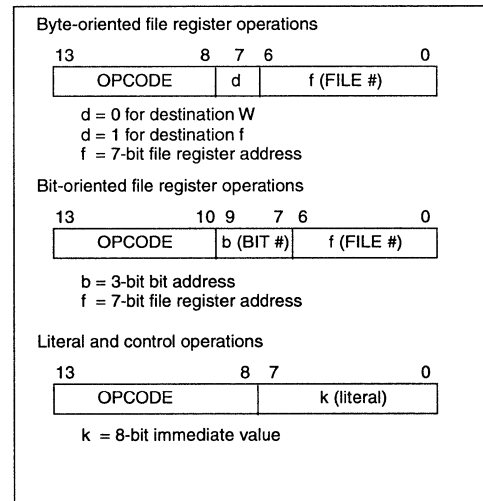 Byte-oriented file register operations
13 8 7 6 0
OPCODE d f (FILE #)
d = 0 for destination W
d = 1 for destination f
f = 7-bit file register address
Bit-oriented file register operations
13 10 9 7 6 0
OPCODE b (BIT #) f (FILE #)
b = 3-bit bit address
f = 7-bit file register address
Literal and control operations
13 8 7 0
OPCODE k (literal)
k = 8-bit immediate value